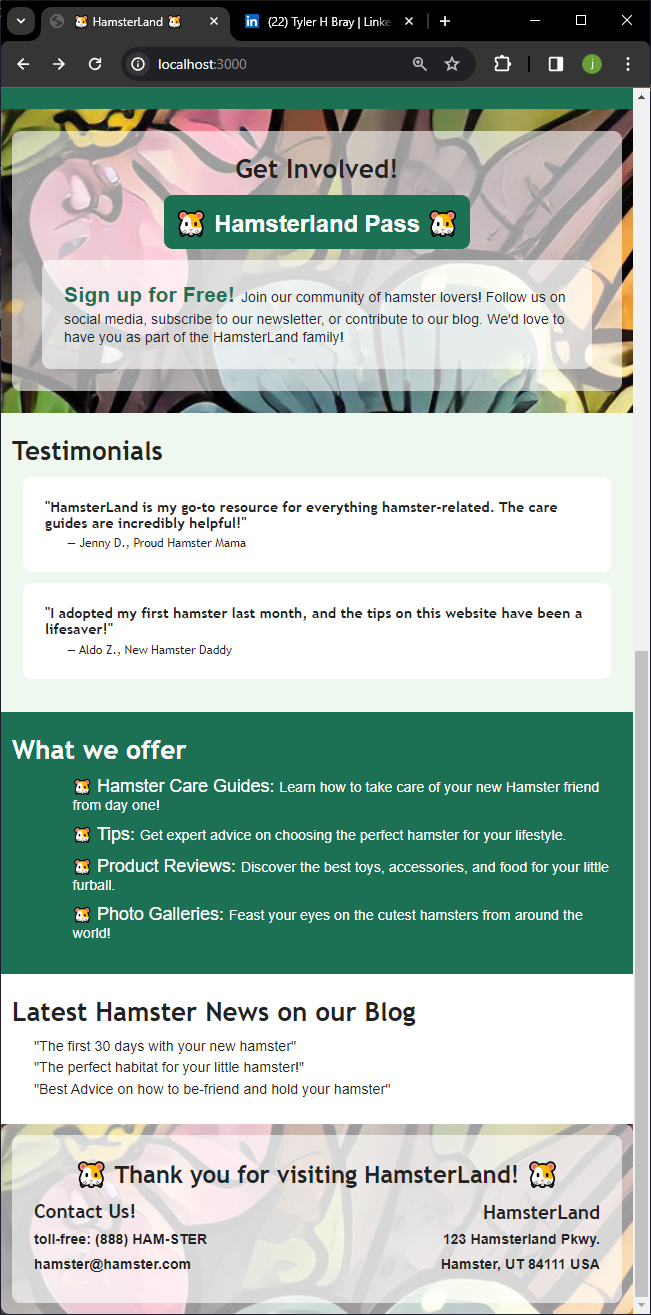 🐹 HamsterLand 🐹
(22) Tyler H Bray | Linke
localhost:3000
j
Get Involved!
🐹 Hamsterland Pass 🐹
Sign up for Free! Join our community of hamster lovers! Follow us on
social media, subscribe to our newsletter, or contribute to our blog. We'd love to
have you as part of the HamsterLand family!
Testimonials
"HamsterLand is my go-to resource for everything hamster-related. The care
guides are incredibly helpful!"
— Jenny D., Proud Hamster Mama
"I adopted my first hamster last month, and the tips on this website have been a
lifesaver!"
— Aldo Z., New Hamster Daddy
What we offer
🐹 Hamster Care Guides: Learn how to take care of your new Hamster friend
from day one!
🐹 Tips: Get expert advice on choosing the perfect hamster for your lifestyle.
🐹 Product Reviews: Discover the best toys, accessories, and food for your little
furball.
🐹 Photo Galleries: Feast your eyes on the cutest hamsters from around the
world!
Latest Hamster News on our Blog
"The first 30 days with your new hamster"
"The perfect habitat for your little hamster!"
"Best Advice on how to be-friend and hold your hamster"
🐹 Thank you for visiting HamsterLand! 🐹
Contact Us!
toll-free: (888) HAM-STER
hamster@hamster.com
HamsterLand
123 Hamsterland Pkwy.
Hamster, UT 84111 USA